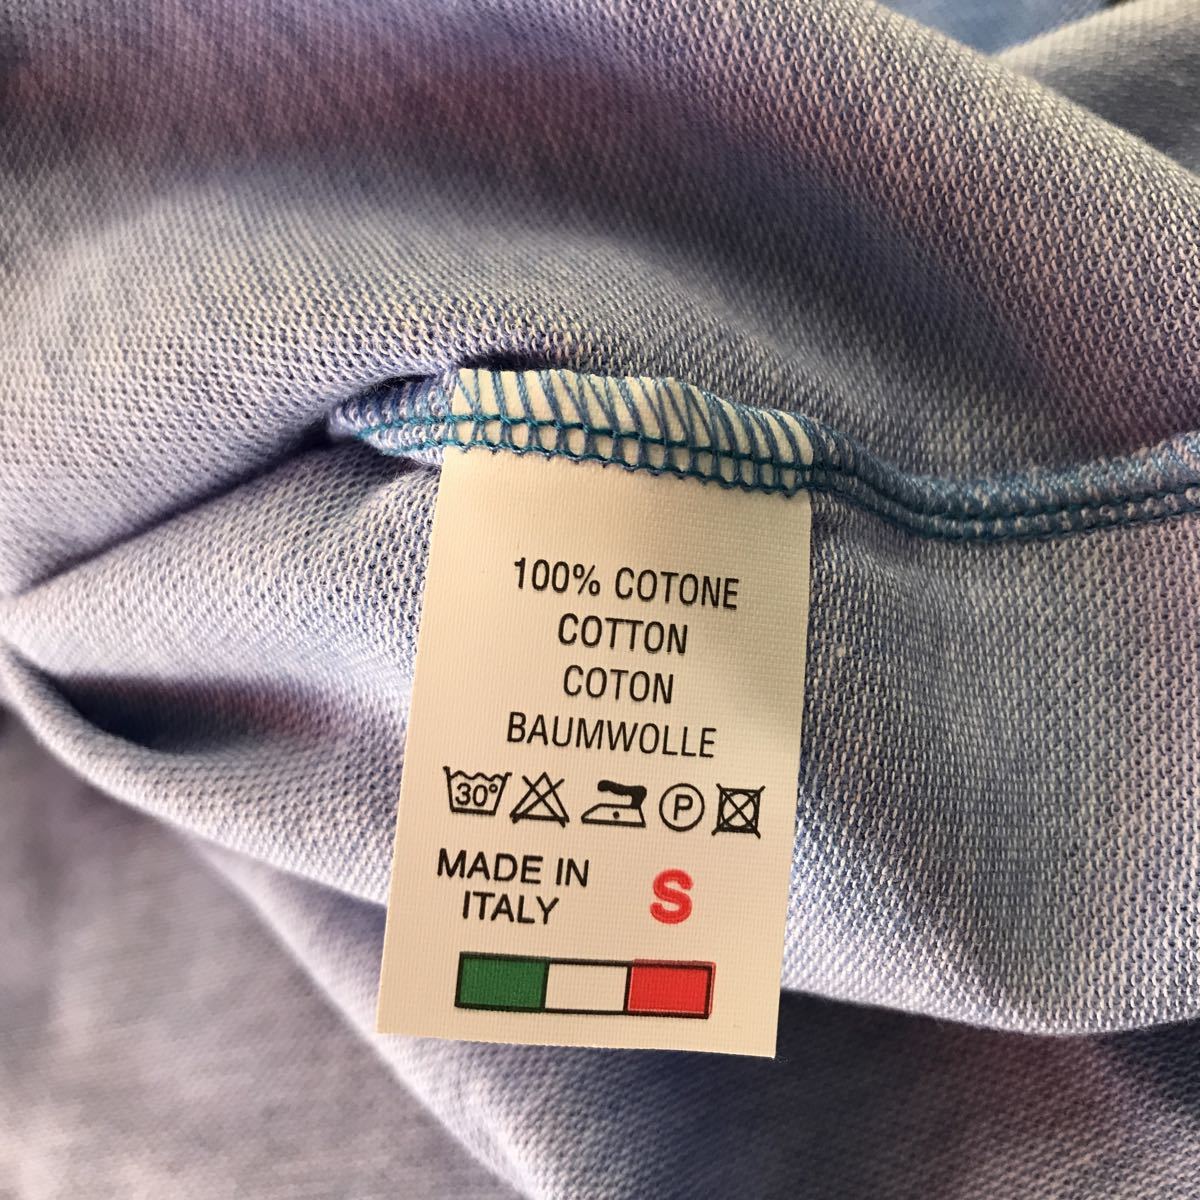 100% COTONE
COTTON
COTON
BAUMWOLLE
30° P
MADE IN
ITALY
S